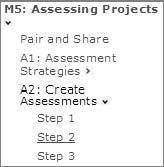 M5: Assessing Projects
Pair and Share
A1: Assessment
Strategies
A2: Create
Assessments
Step 1
Step 2
Step 3